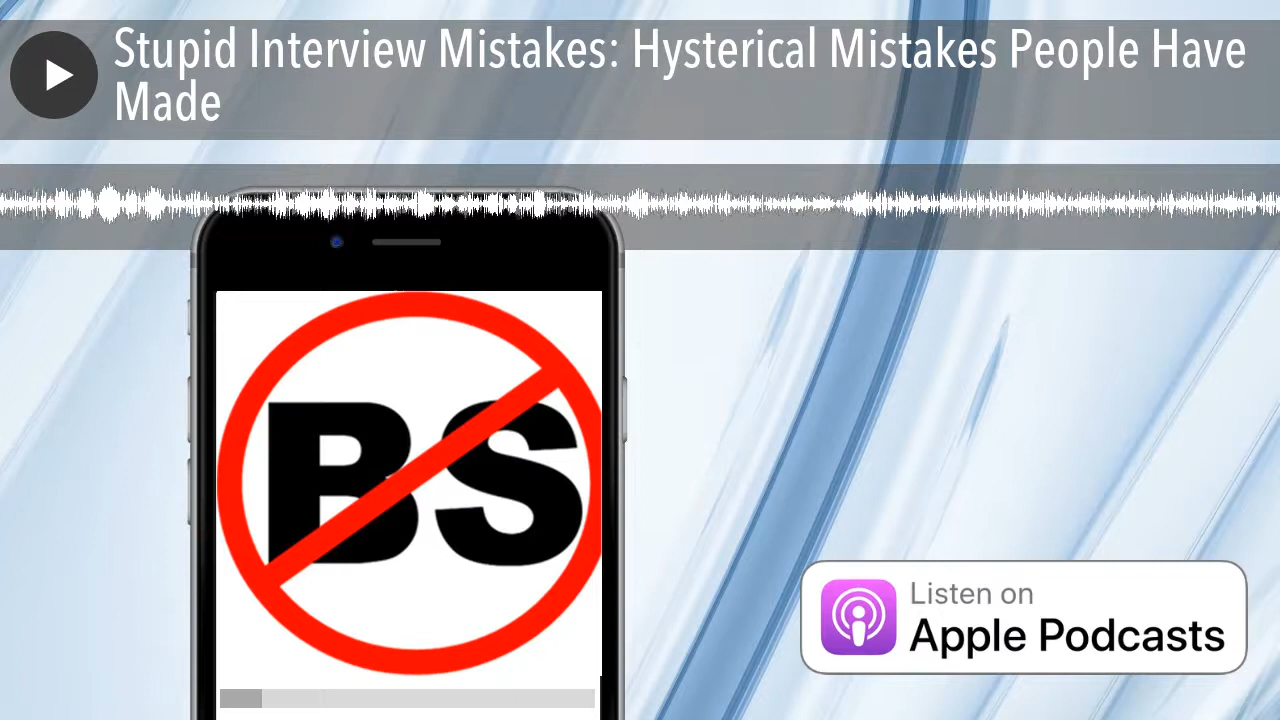 Stupid Interview Mistakes: Hysterical Mistakes People Have
Made
BS
Listen on
Apple Podcasts